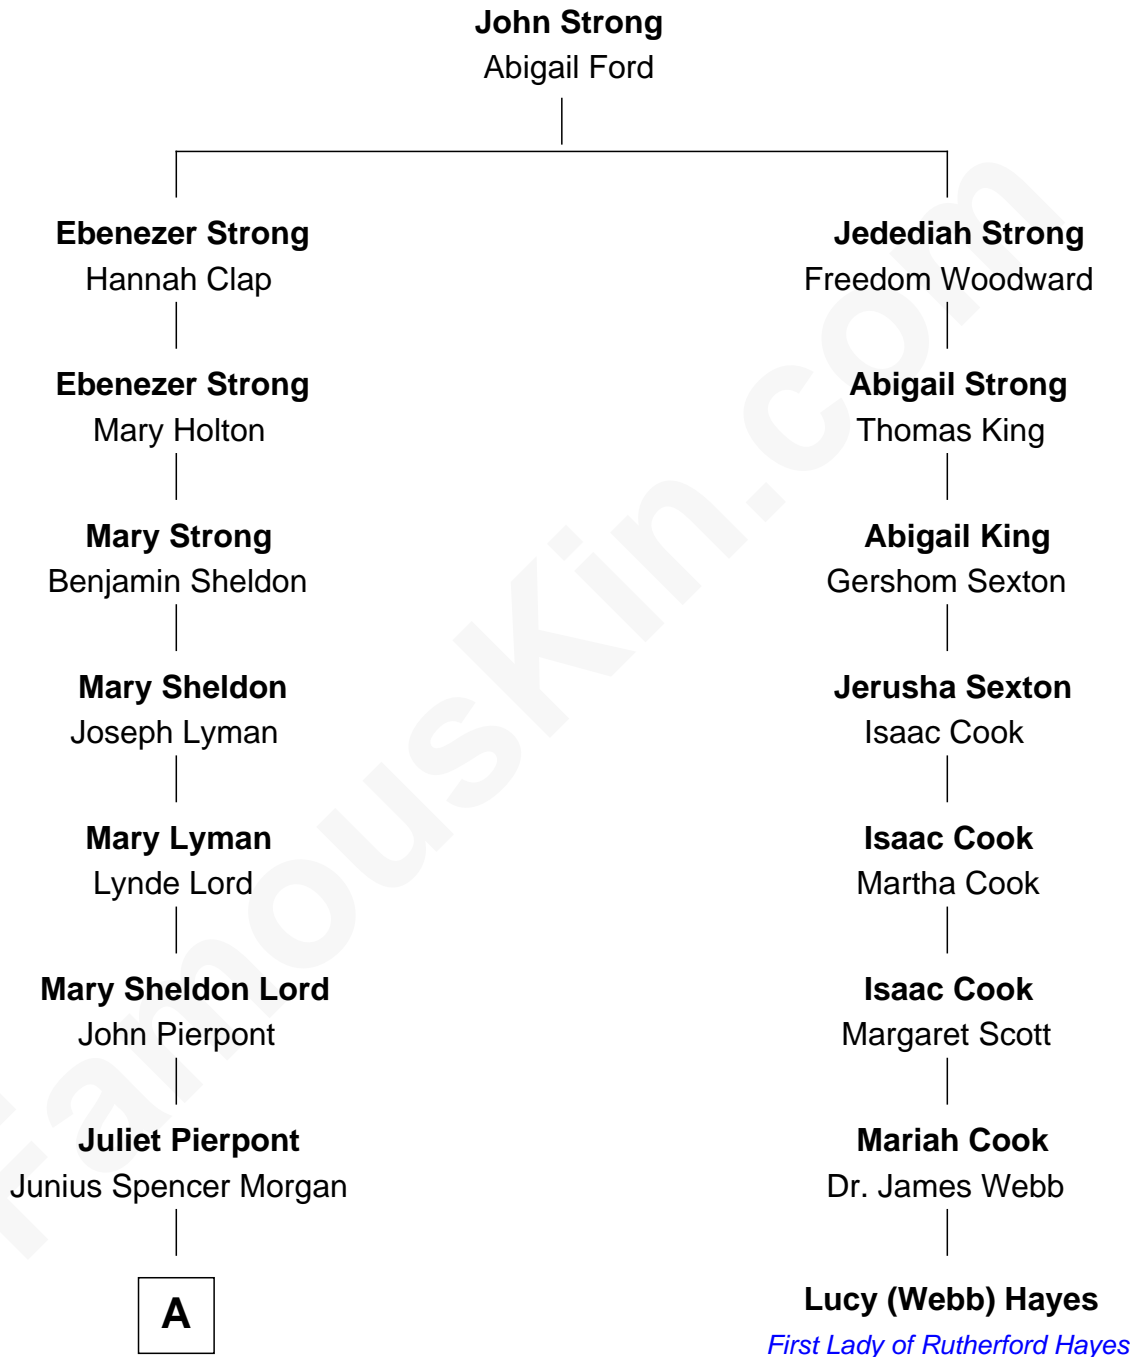 John Strong
Abigail Ford
Ebenezer Strong
Hannah Clap
Jedediah Strong
Freedom Woodward
Ebenezer Strong
Mary Holton
Abigail Strong
Thomas King
Mary Strong
Benjamin Sheldon
Abigail King
Gershom Sexton
Mary Sheldon
Joseph Lyman
Jerusha Sexton
Isaac Cook
Mary Lyman
Lynde Lord
Isaac Cook
Martha Cook
Mary Sheldon Lord
John Pierpont
Isaac Cook
Margaret Scott
Juliet Pierpont
Junius Spencer Morgan
Mariah Cook
Dr. James Webb
A
Lucy (Webb) Hayes
First Lady of Rutherford Hayes
FamousKin.com